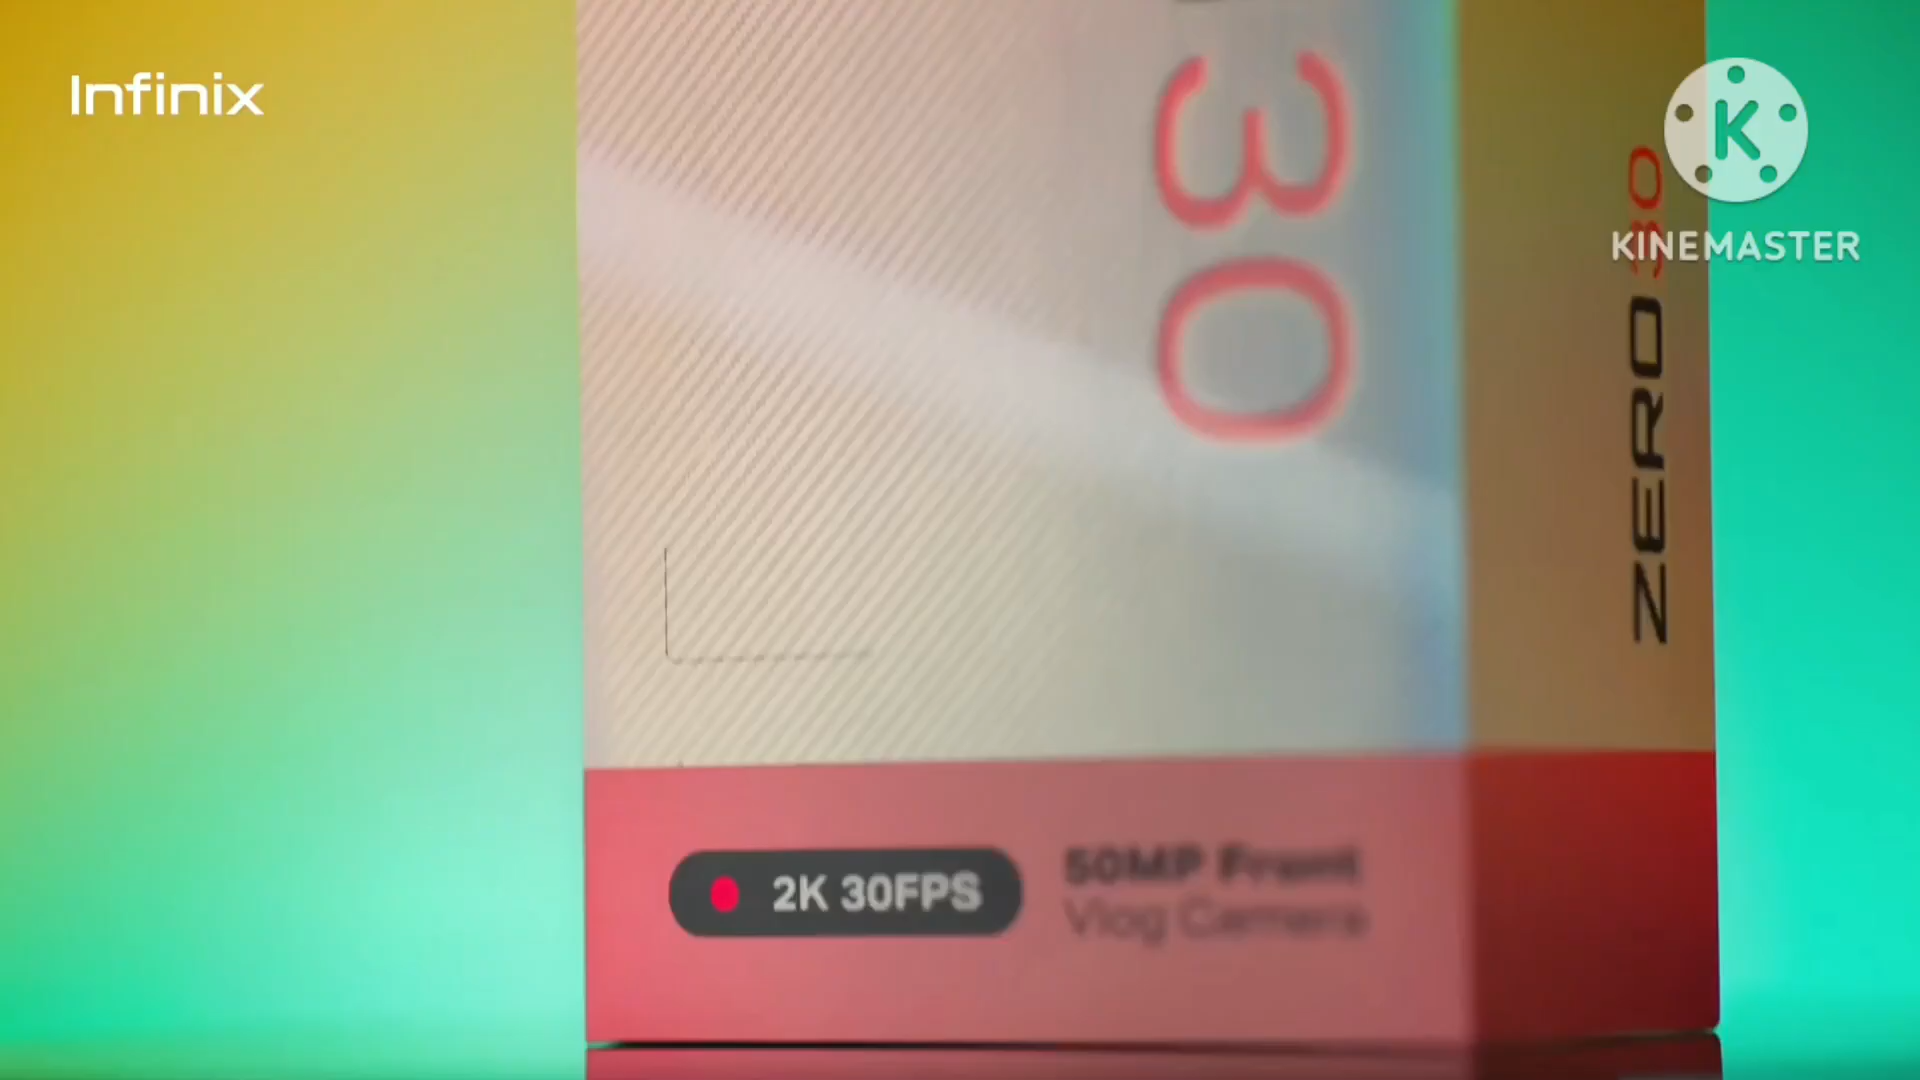 Infinix
30
ZERO 30
KINEMASTER
2K 30FPS
50MP Front
Vlog Camera